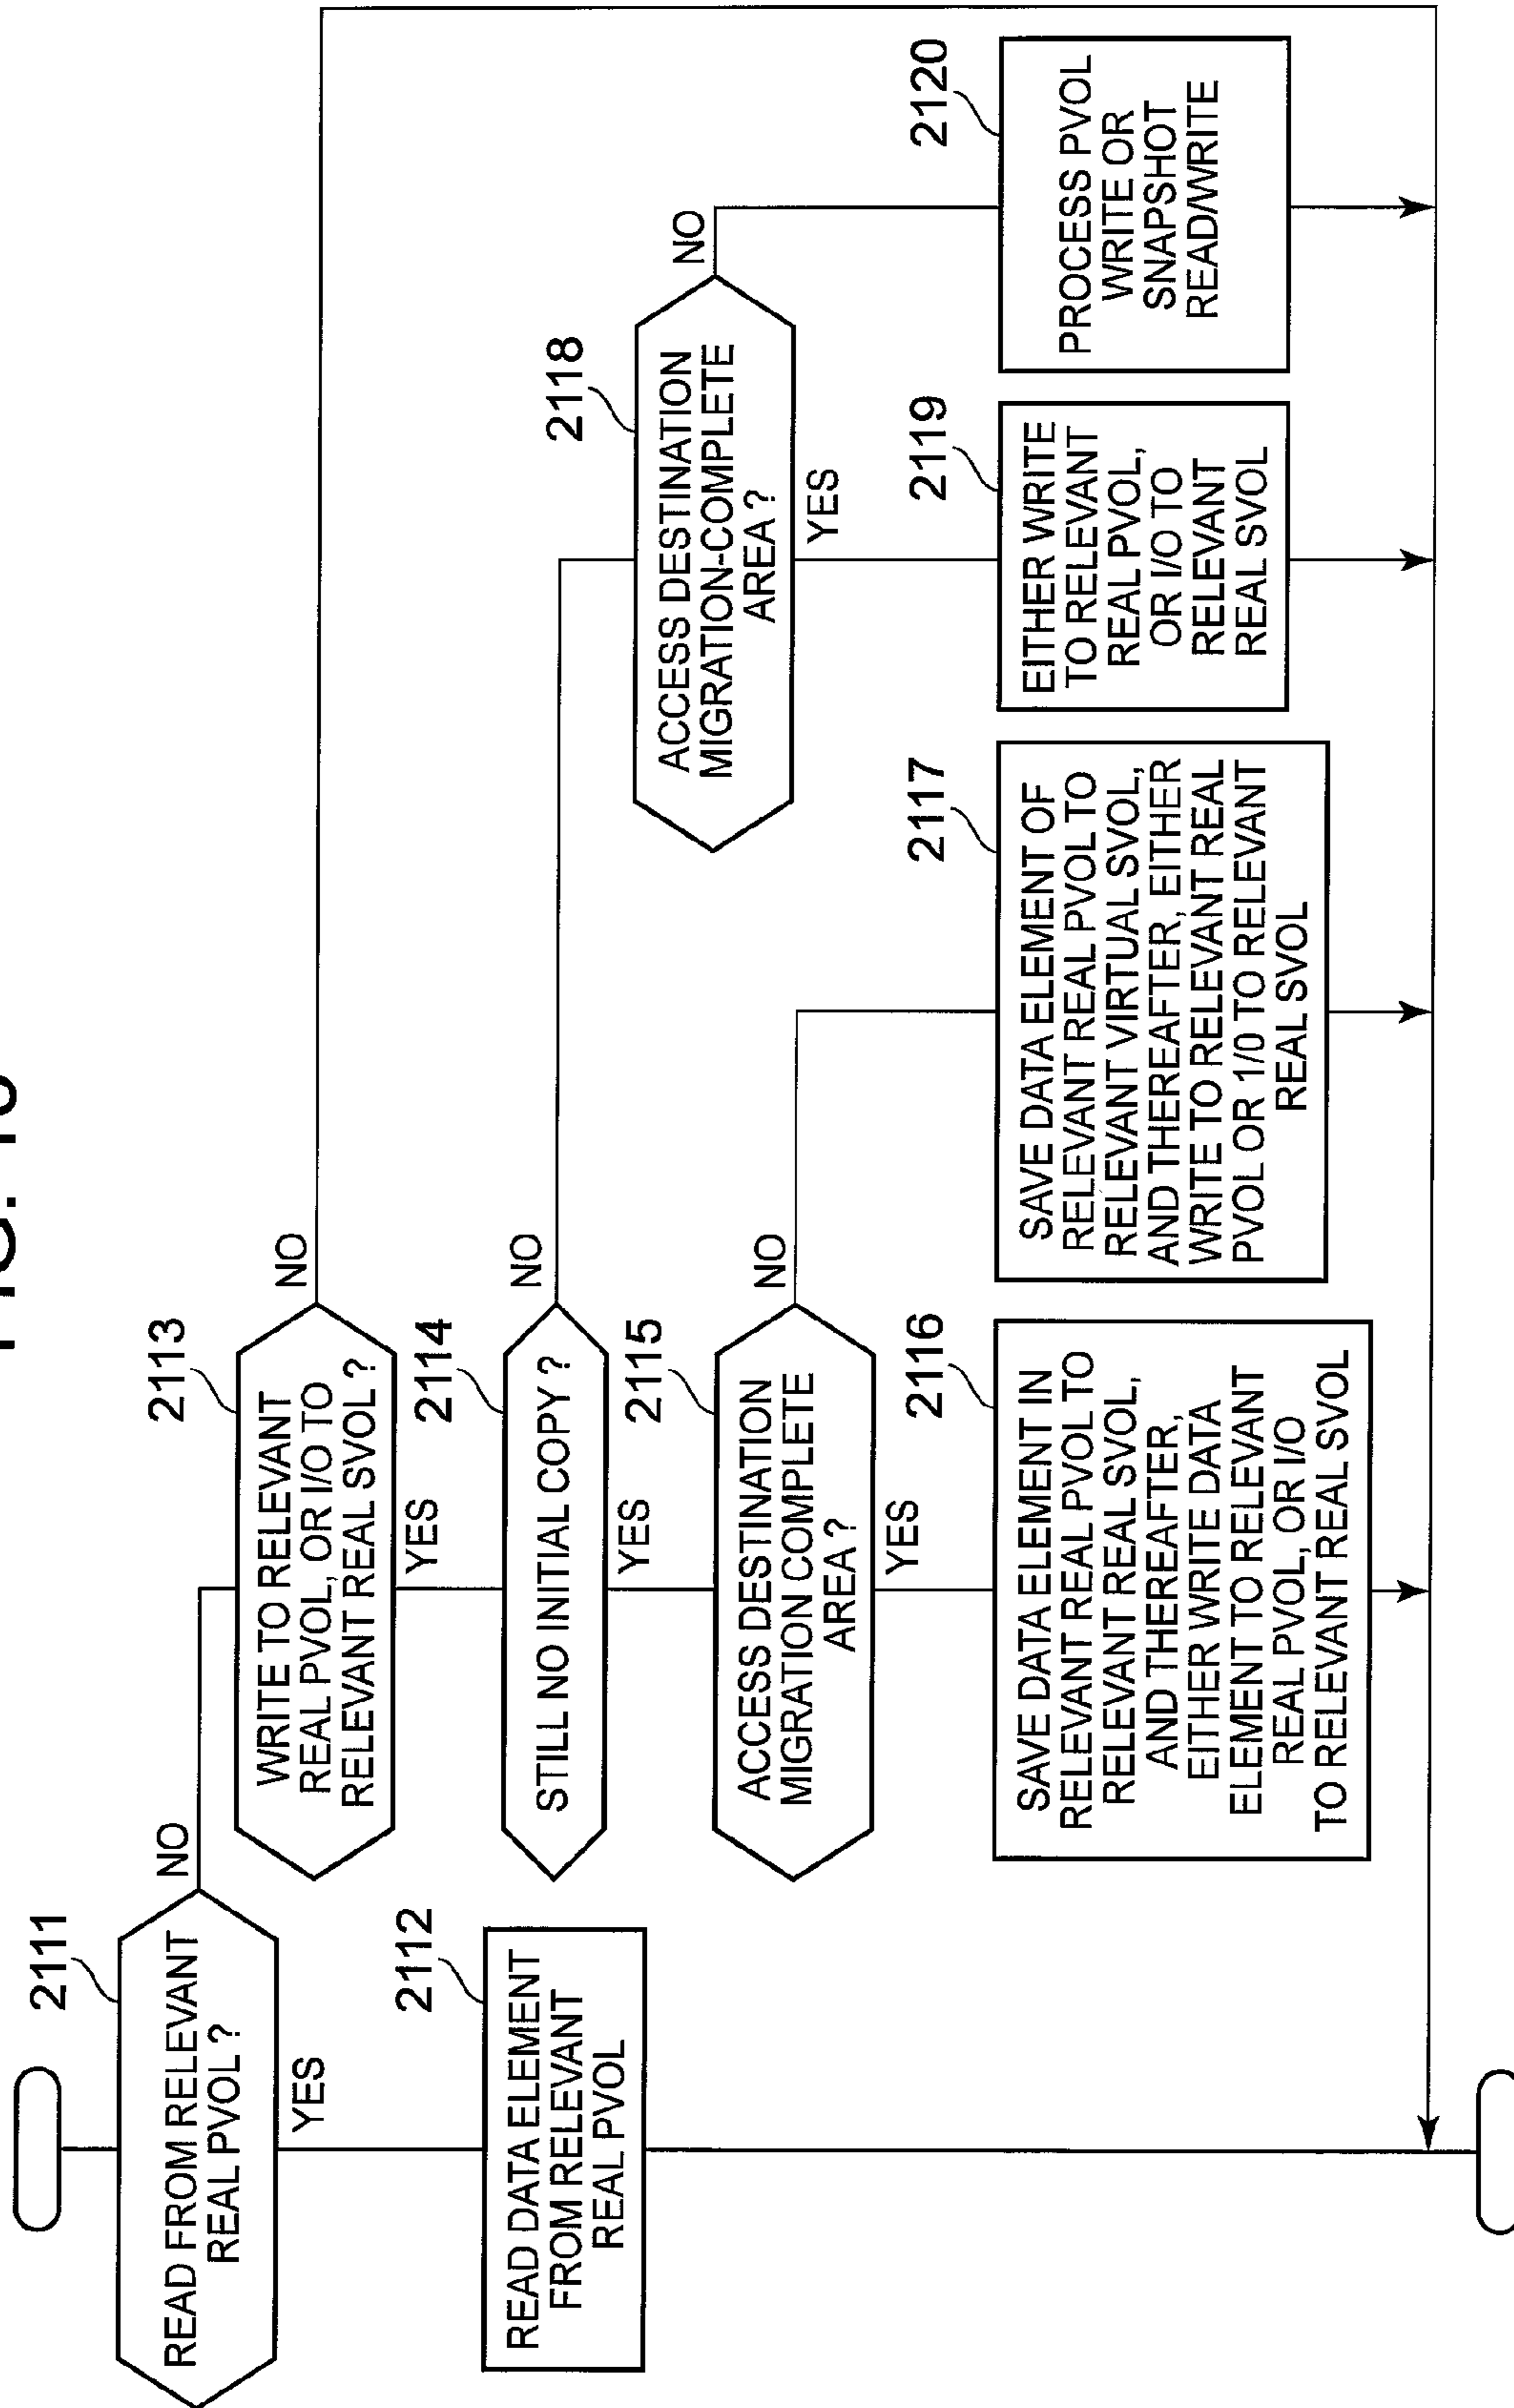 2111
READ FROM RELEVANT
REAL PVOL ?
NO
YES
2112
READ DATA ELEMENT
FROM RELEVANT
REAL PVOL
2113
WRITE TO RELEVANT
REAL PVOL, OR I/O TO
RELEVANT REAL SVOL ?
NO
YES
2114
STILL NO INITIAL COPY ?
NO
YES
2115
ACCESS DESTINATION
MIGRATION COMPLETE
AREA ?
NO
YES
2116
SAVE DATA ELEMENT IN
RELEVANT REAL PVOL TO
RELEVANT REAL SVOL,
AND THEREAFTER,
EITHER WRITE DATA
ELEMENT TO RELEVANT
REAL PVOL, OR I/O
TO RELEVANT REAL SVOL
2117
SAVE DATA ELEMENT OF
RELEVANT REAL PVOL TO
RELEVANT VIRTUAL SVOL,
AND THEREAFTER, EITHER
WRITE TO RELEVANT REAL
PVOL OR 1/0 TO RELEVANT
REAL SVOL
2118
ACCESS DESTINATION
MIGRATION-COMPLETE
AREA ?
NO
YES
2119
EITHER WRITE
TO RELEVANT
REAL PVOL,
OR I/O TO
RELEVANT
REAL SVOL
2120
PROCESS PVOL
WRITE OR
SNAPSHOT
READ/WRITE